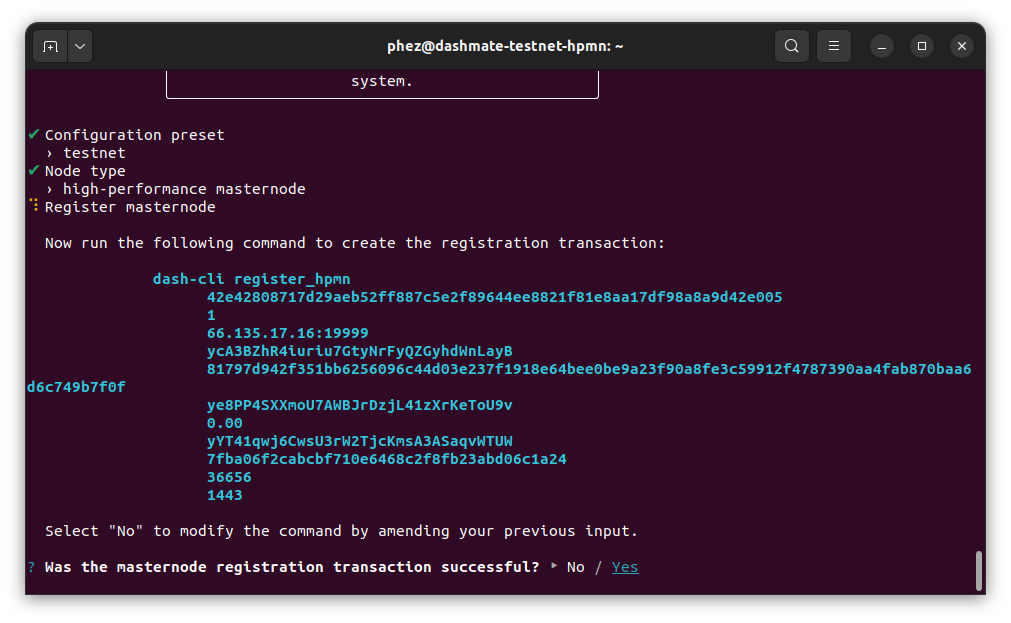 phez@dashmate-testnet-hpmn: ~
system.
✔ Configuration preset
› testnet
✔ Node type
› high-performance masternode
Register masternode
Now run the following command to create the registration transaction:
dash-cli register_hpmn
42e42808717d29aeb52ff887c5e2f89644ee8821f81e8aa17df98a8a9d42e005
1
66.135.17.16:19999
ycA3BZhR4iuriu7GtyNrFyQZGyhdWnLayB
81797d942f351bb6256096c44d03e237f1918e64bee0be9a23f90a8fe3c59912f4787390aa4fab870baa6
d6c749b7f0f
ye8PP4SXXmoU7AWBJrDzjL41zXrKeToU9v
0.00
yYT41qwj6CwsU3rW2TjcKmsA3ASaqvWTUW
7fba06f2cabcbf710e6468c2f8fb23abd06c1a24
36656
1443
Select "No" to modify the command by amending your previous input.
? Was the masternode registration transaction successful? ‣ No / Yes